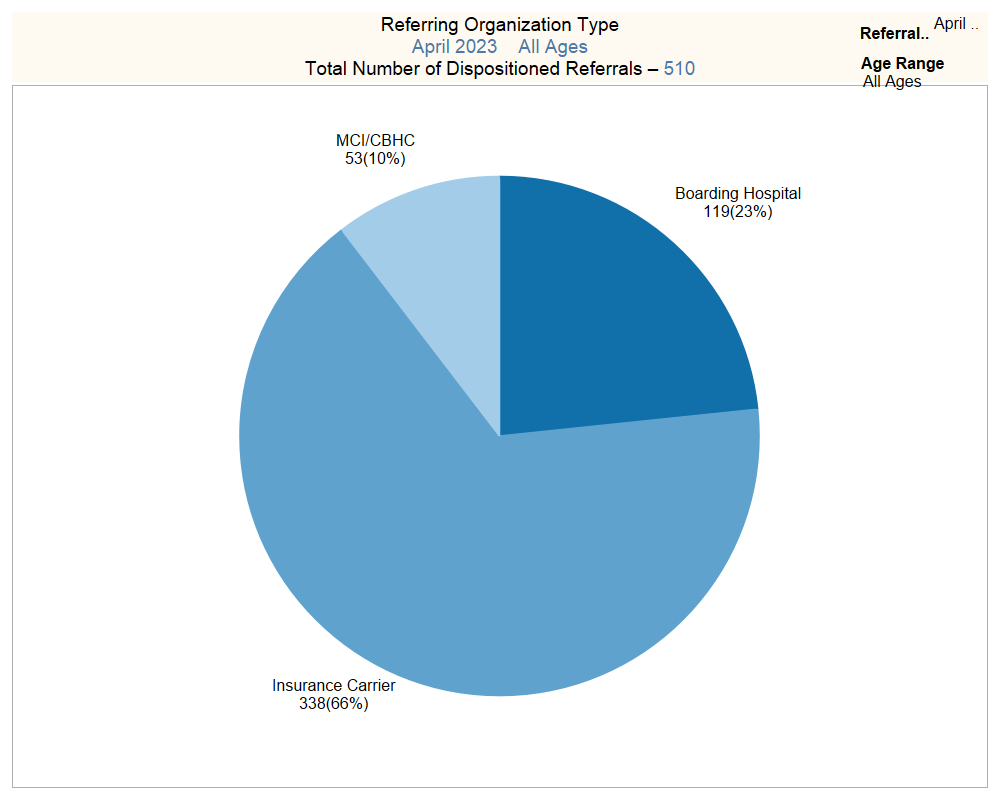 Referring Organization Type
April 2023 All Ages
Total Number of Dispositioned Referrals – 510
Referral.. April ..
Age Range
All Ages
MCI/CBHC
53(10%)
Boarding Hospital
119(23%)
Insurance Carrier
338(66%)